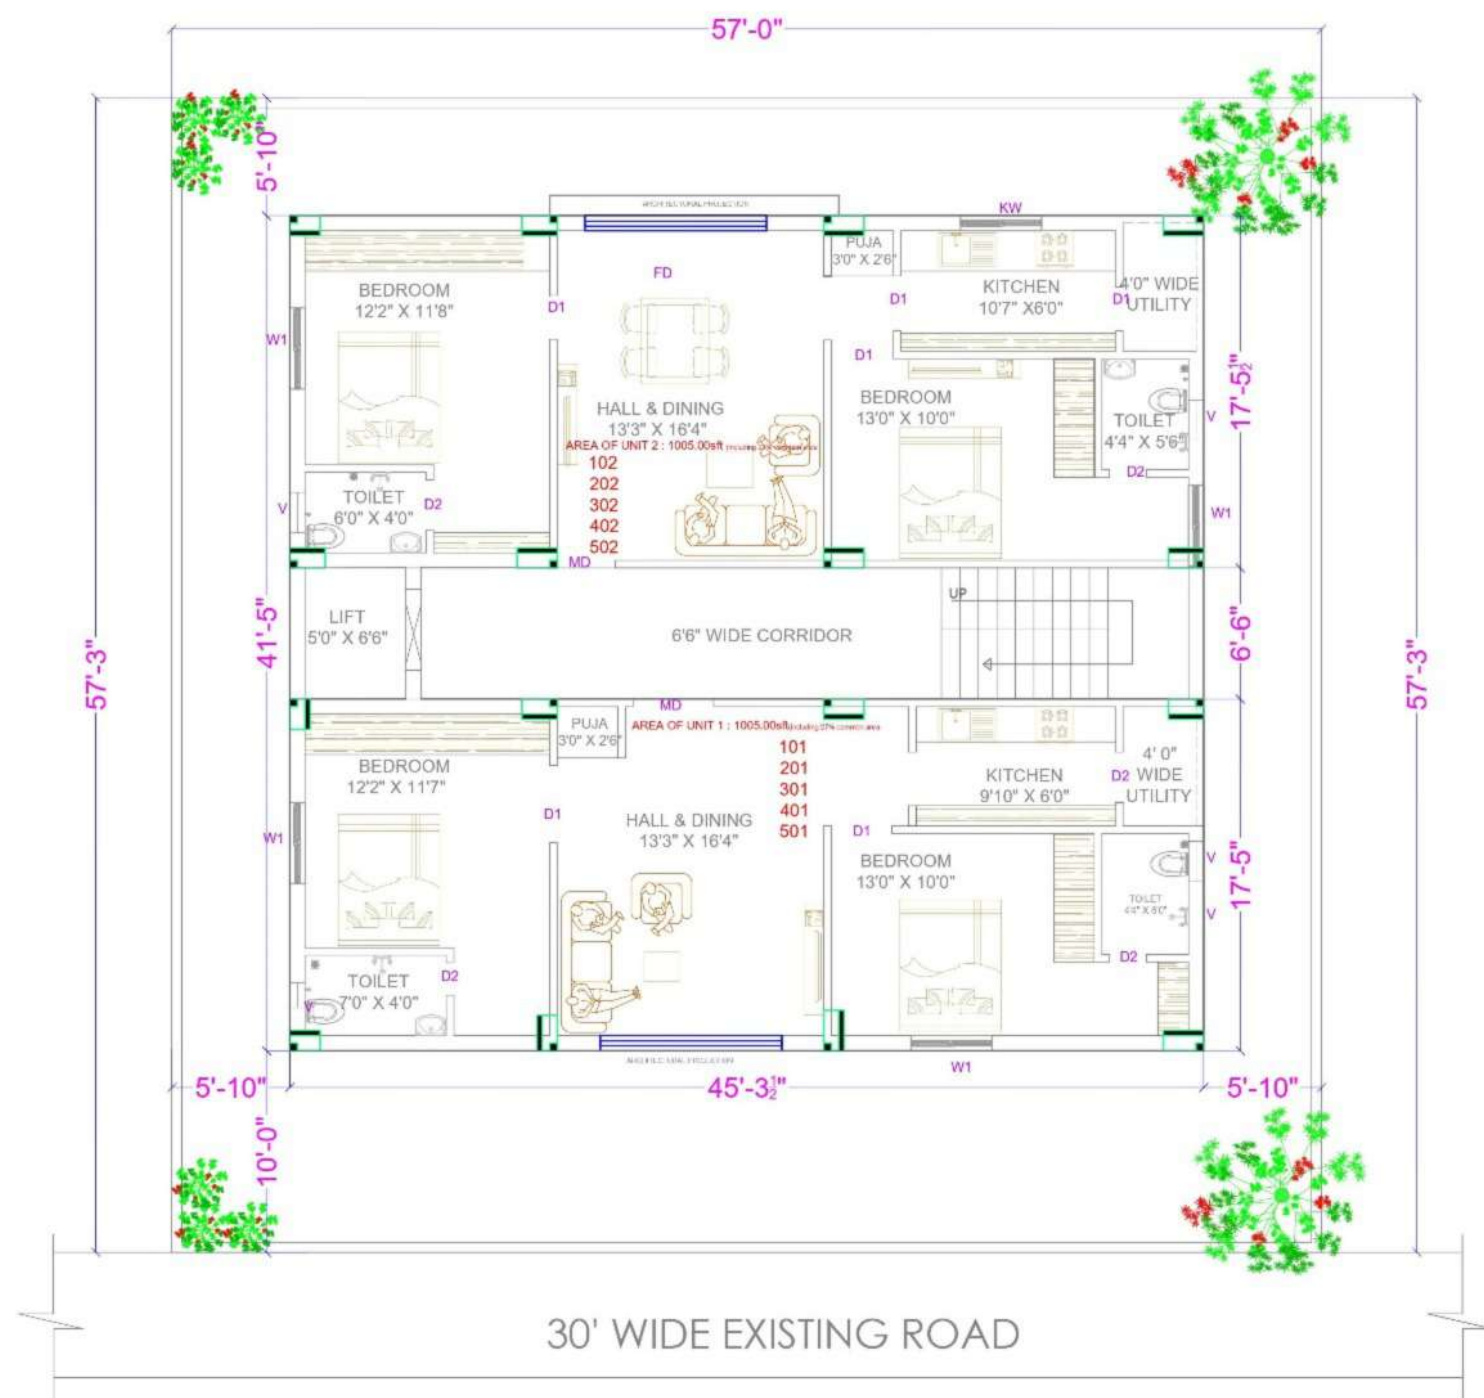 57'-0"
5'-10"
KW
PUJA
3'0" X 2'6"
FD
BEDROOM
12'2" X 11'8"
D1
D1
KITCHEN
10'7" X6'0"
D1
4'0" WIDE
UTILITY
W1
D1
HALL & DINING
13'3" X 16'4"
BEDROOM
13'0" X 10'0"
TOILET
4'4" X 5'6"
V
17'-5½"
AREA OF UNIT 2 : 1005.00sft
102
202
302
402
502
D2
W1
TOILET
6'0" X 4'0"
D2
V
MD
LIFT
5'0" X 6'6"
6'6" WIDE CORRIDOR
UP
41'-5"
6'-6"
57'-3"
57'-3"
MD
PUJA
3'0" X 2'6"
AREA OF UNIT 1 : 1005.00sft
101
201
301
401
501
BEDROOM
12'2" X 11'7"
KITCHEN
9'10" X 6'0"
D2
4' 0"
WIDE
UTILITY
W1
D1
HALL & DINING
13'3" X 16'4"
D1
BEDROOM
13'0" X 10'0"
V
17'-5"
TOILET
V
D2
TOILET
7'0" X 4'0"
D2
V
W1
5'-10"
45'-3½"
5'-10"
10'-0"
30' WIDE EXISTING ROAD